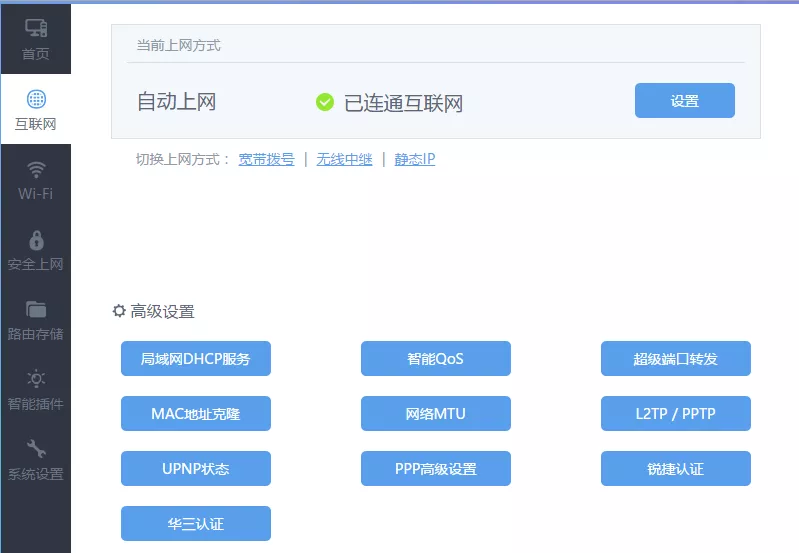 首页
互联网
Wi-Fi
安全上网
路由存储
智能插件
系统设置
当前上网方式
自动上网 已连通互联网 设置
切换上网方式： 宽带拨号 | 无线中继 | 静态IP
高级设置
局域网DHCP服务 智能QoS 超级端口转发
MAC地址克隆 网络MTU L2TP / PPTP
UPNP状态 PPP高级设置 锐捷认证
华三认证